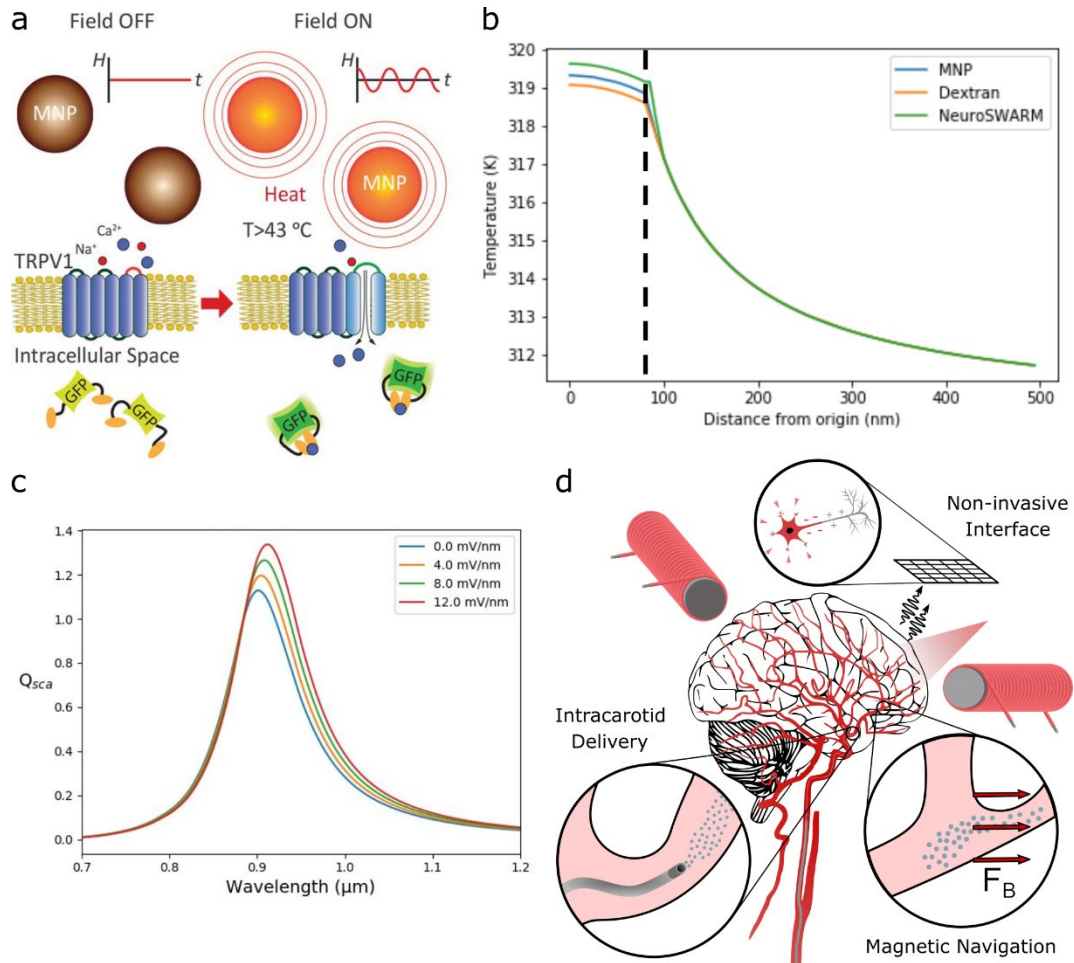 a
Field OFF
Field ON
H
t
H
t
MNP
Heat
MNP
T>43 ºC
Ca²⁺
Na⁺
TRPV1
Intracellular Space
GFP
GFP
GFP
GFP
b
320
319
318
317
316
315
314
313
312
Temperature (K)
MNP
Dextran
NeuroSWARM
0
100
200
300
400
500
Distance from origin (nm)
c
1.4
1.2
1.0
0.8
0.6
0.4
0.2
0.0
Qsca
0.0 mV/nm
4.0 mV/nm
8.0 mV/nm
12.0 mV/nm
0.7
0.8
0.9
1.0
1.1
1.2
Wavelength (μm)
d
Non-invasive
Interface
Intracarotid
Delivery
F_B
Magnetic Navigation